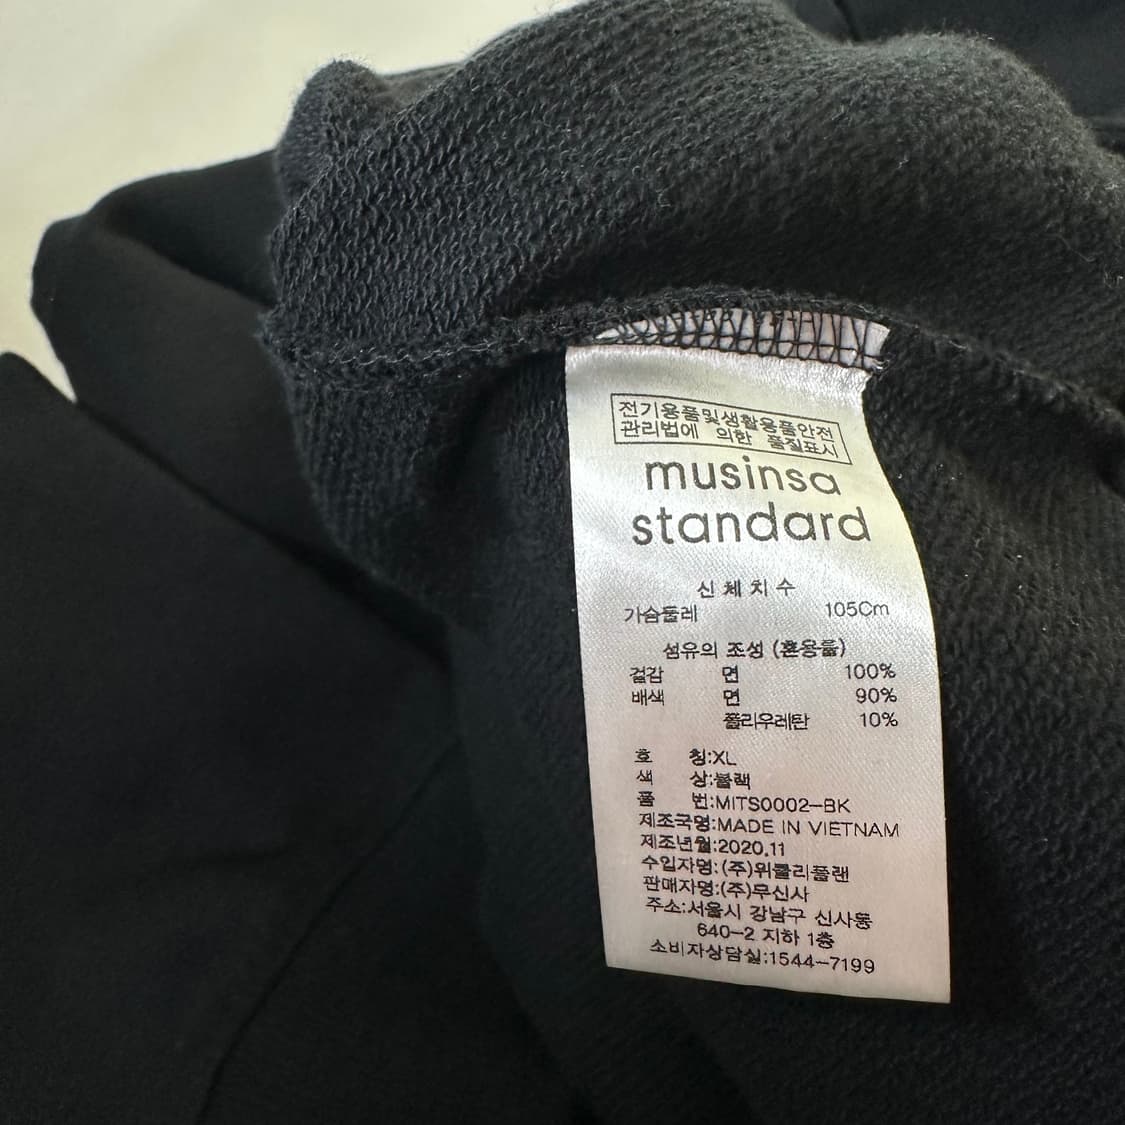 전기용품및생활용품안전
관리법에 의한 품질표시
musinsa
standard
신체치수
가슴둘레 105Cm
섬유의 조성 (혼용률)
겉감 면 100%
배색 면 90%
폴리우레탄 10%
호 칭:XL
색 상:블랙
품 번:MITS0002-BK
제조국명:MADE IN VIETNAM
제조년월:2020.11
수입자명:(주)위클리플랜
판매자명:(주)무신사
주소:서울시 강남구 신사동
640-2 지하 1층
소비자상담실:1544-7199